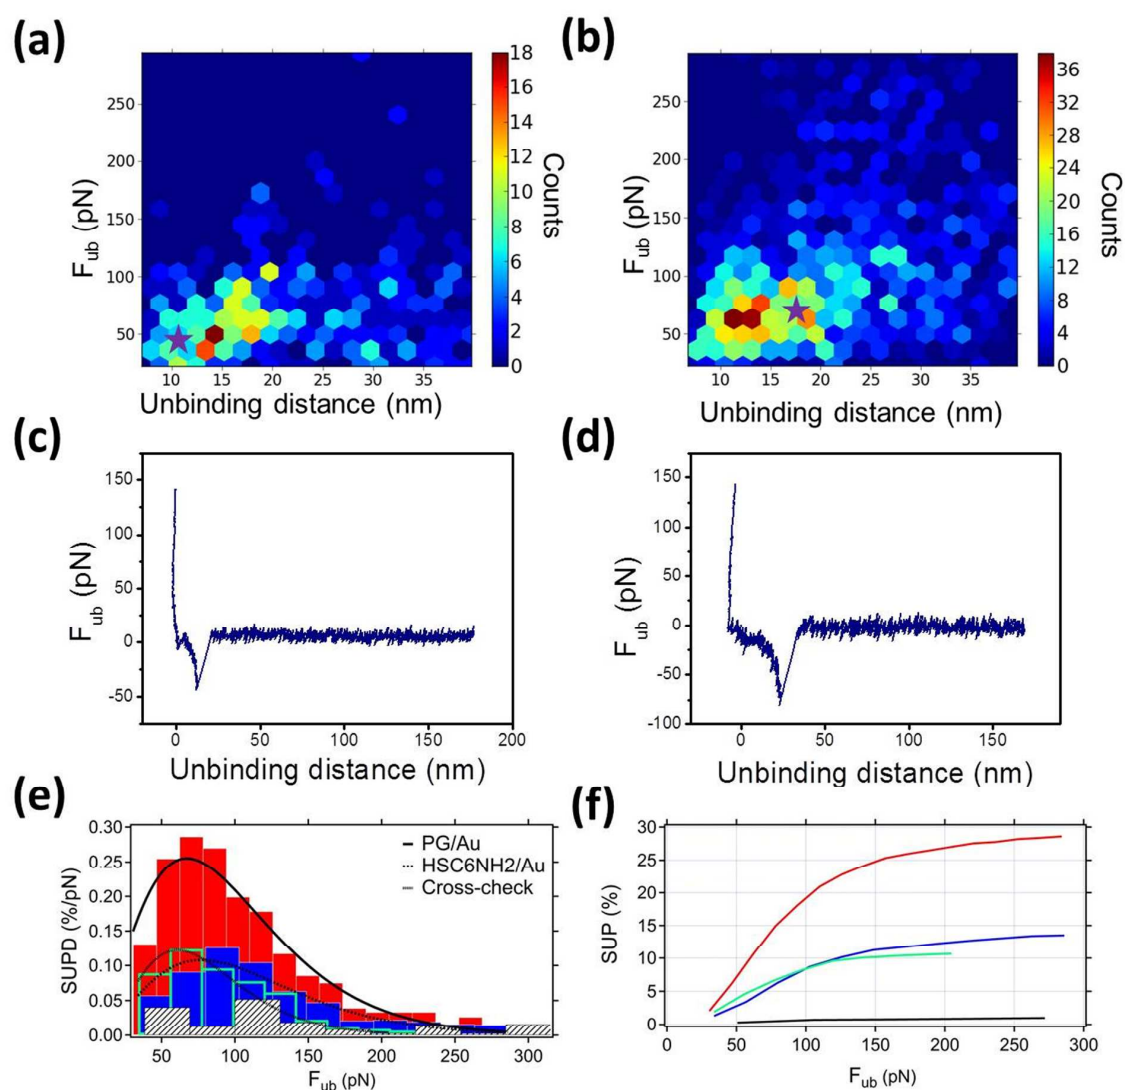 (a)
(b)
250
200
150
100
50
F_ub (pN)
10 15 20 25 30 35
Unbinding distance (nm)
18
16
14
12
10
8
6
4
2
0
Counts
250
200
150
100
50
F_ub (pN)
10 15 20 25 30 35
Unbinding distance (nm)
36
32
28
24
20
16
12
8
4
0
Counts
(c)
(d)
150
100
50
0
-50
F_ub (pN)
0 50 100 150 200
Unbinding distance (nm)
150
100
50
0
-50
-100
F_ub (pN)
0 50 100 150
Unbinding distance (nm)
(e)
(f)
0.30
0.25
0.20
0.15
0.10
0.05
0.00
SUPD (%/pN)
PG/Au
HSC6NH2/Au
Cross-check
50 100 150 200 250 300
F_ub (pN)
30
25
20
15
10
5
0
SUP (%)
0 50 100 150 200 250 300
F_ub (pN)